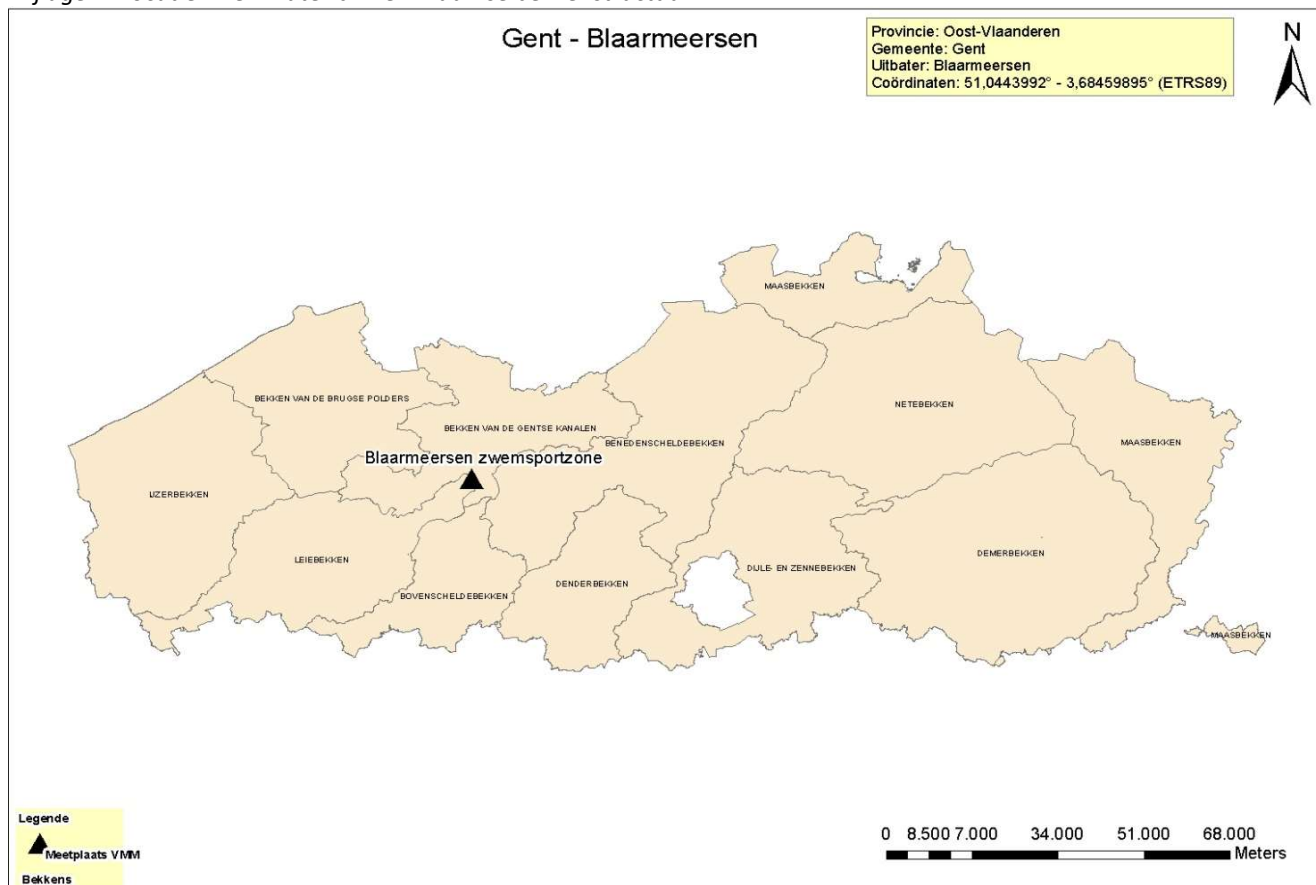 Gent - Blaarmeersen
Provincie: Oost-Vlaanderen
Gemeente: Gent
Uitbater: Blaarmeersen
Coördinaten: 51,0443992° - 3,68459895° (ETRS89)
N
MAASBEKKEN
BEKKEN VAN DE BRUGSE POLDERS
NETEBEKKEN
BEKKEN VAN DE GENTSE KANALEN
BENEDENSCHELDEBEKKEN
MAASBEKKEN
Blaarmeersen zwemsportzone
IJZERBEKKEN
LEIEBEKKEN
DEMERBEKKEN
DIJLE- EN ZENNEBEKKEN
DENDERBEKKEN
BOVENSCHELDEBEKKEN
MAASBEKKEN
Legende
Meetplaats VMM
Bekkens
0 8.500 7.000 34.000 51.000 68.000
Meters